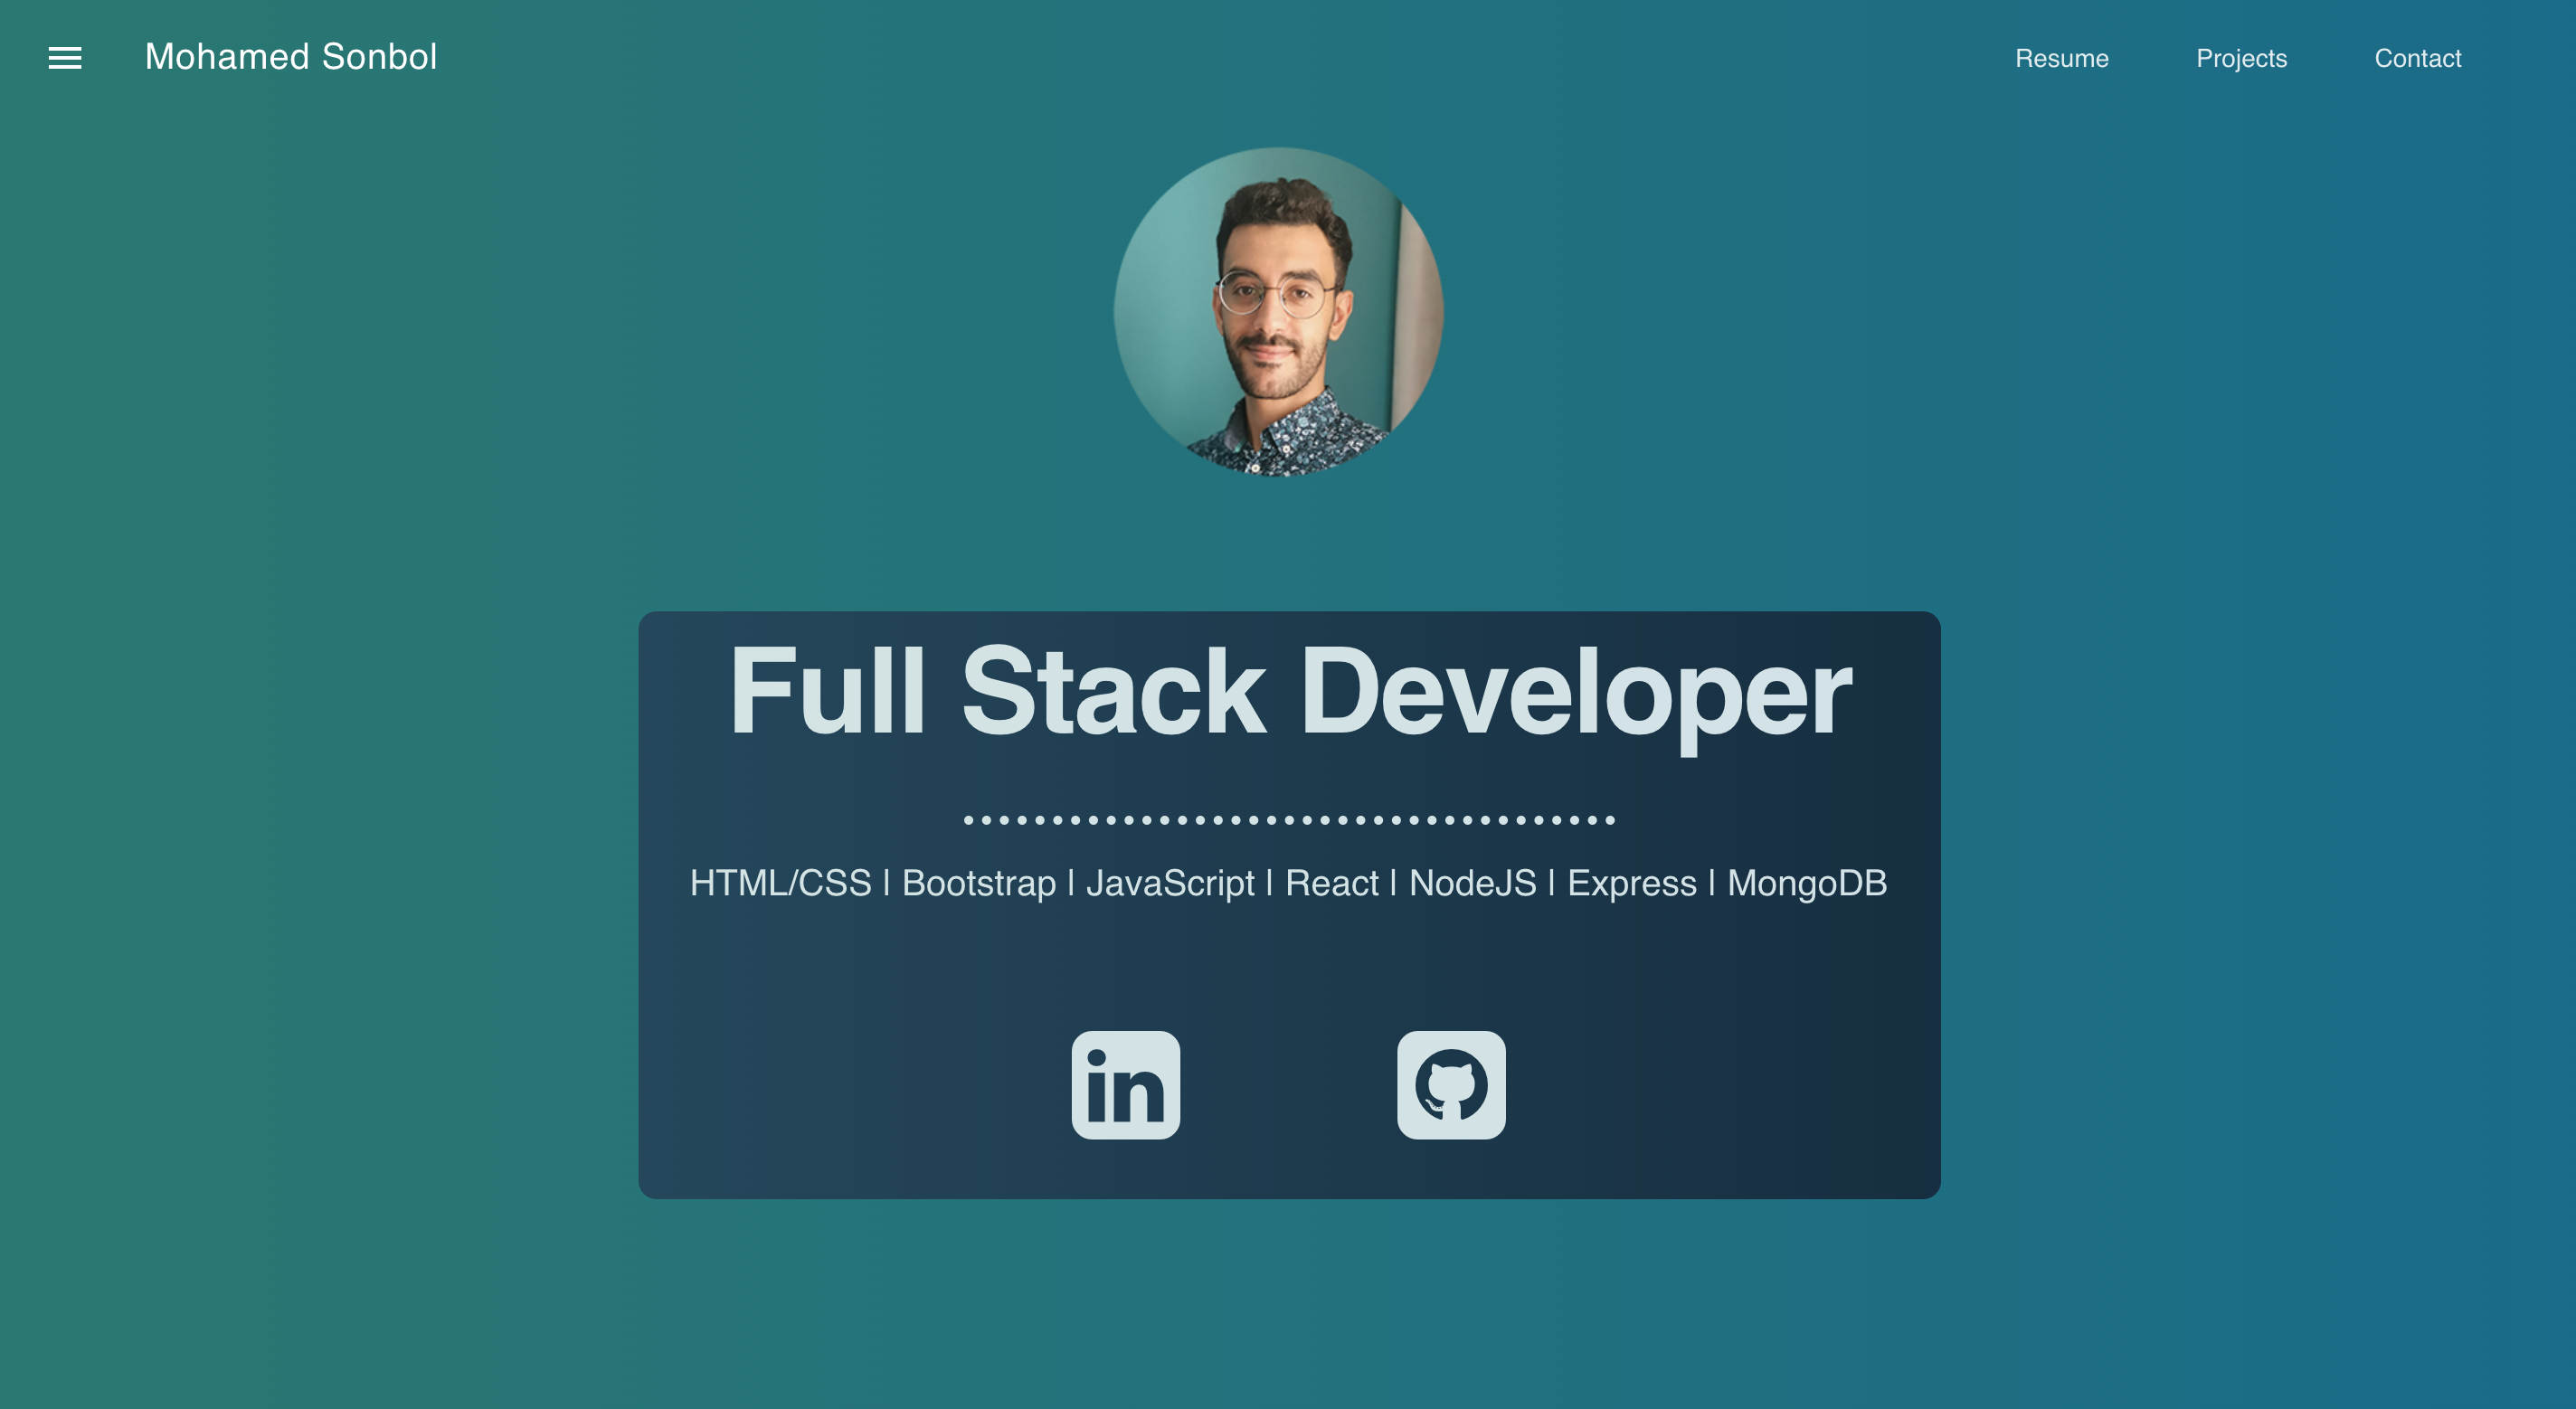 Mohamed Sonbol
Resume Projects Contact
Full Stack Developer
HTML/CSS | Bootstrap | JavaScript | React | NodeJS | Express | MongoDB
in